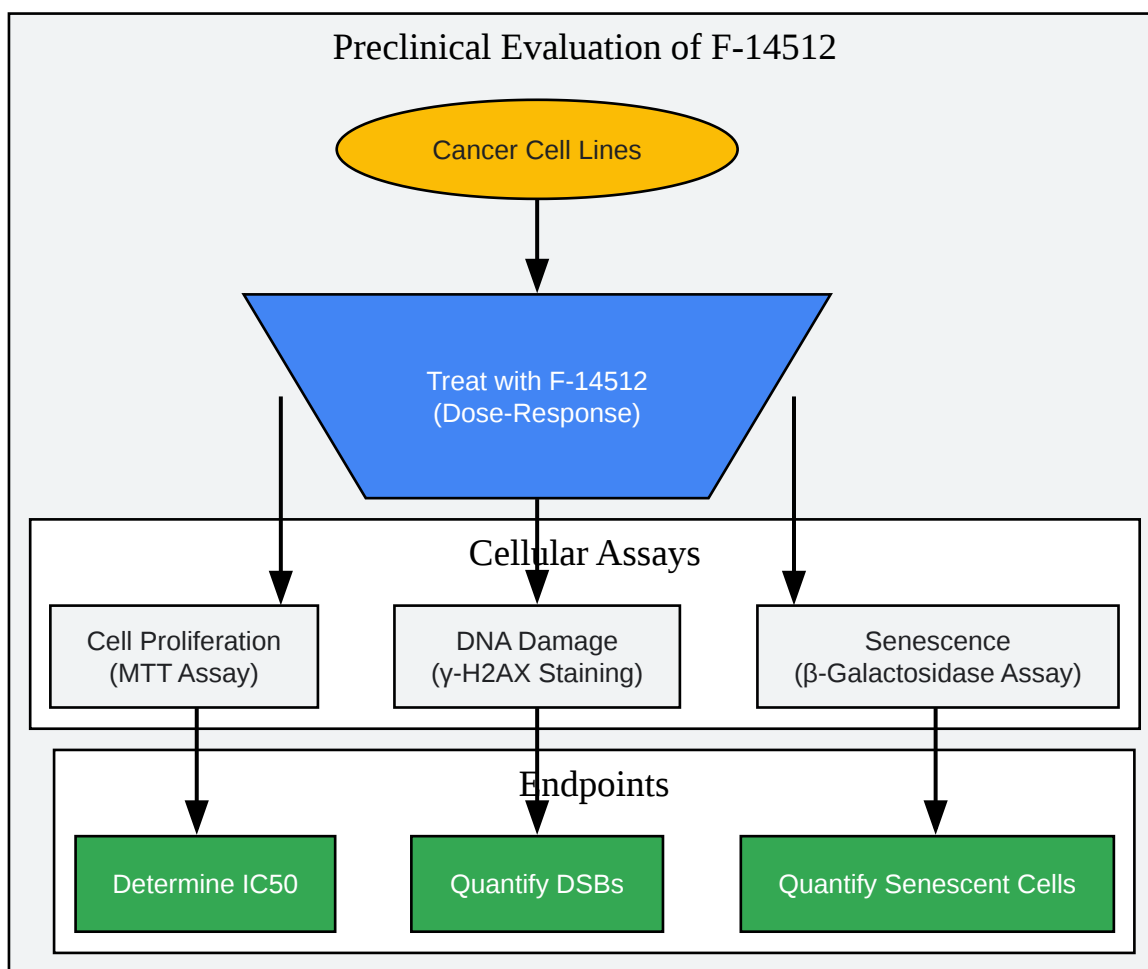 Preclinical Evaluation of F-14512
Cancer Cell Lines
Treat with F-14512
(Dose-Response)
Cellular Assays
Cell Proliferation
(MTT Assay)
DNA Damage
(γ-H2AX Staining)
Senescence
(β-Galactosidase Assay)
Endpoints
Determine IC50
Quantify DSBs
Quantify Senescent Cells